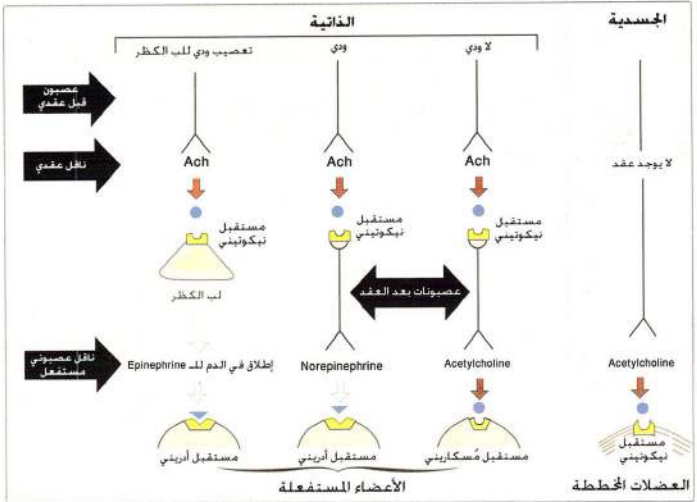 الجسدية
الذاتية
لا ودي
ودي
تعصيب ودي للب الكظر
عصبون
قبل عقدي
ناقل عقدي
لا يوجد عقد
Ach
Ach
Ach
مستقبل
نيكوتيني
مستقبل
نيكوتيني
مستقبل
نيكوتيني
لب الكظر
عصبونات بعد العقد
ناقل عصبوني
مستفعل
Acetylcholine
Acetylcholine
Norepinephrine
إطلاق في الدم للـ Epinephrine
مستقبل
نيكوتيني
مستقبل مُسكاريني
مستقبل أدريني
مستقبل أدريني
العضلات المخططة
الأعضاء المستفعلة